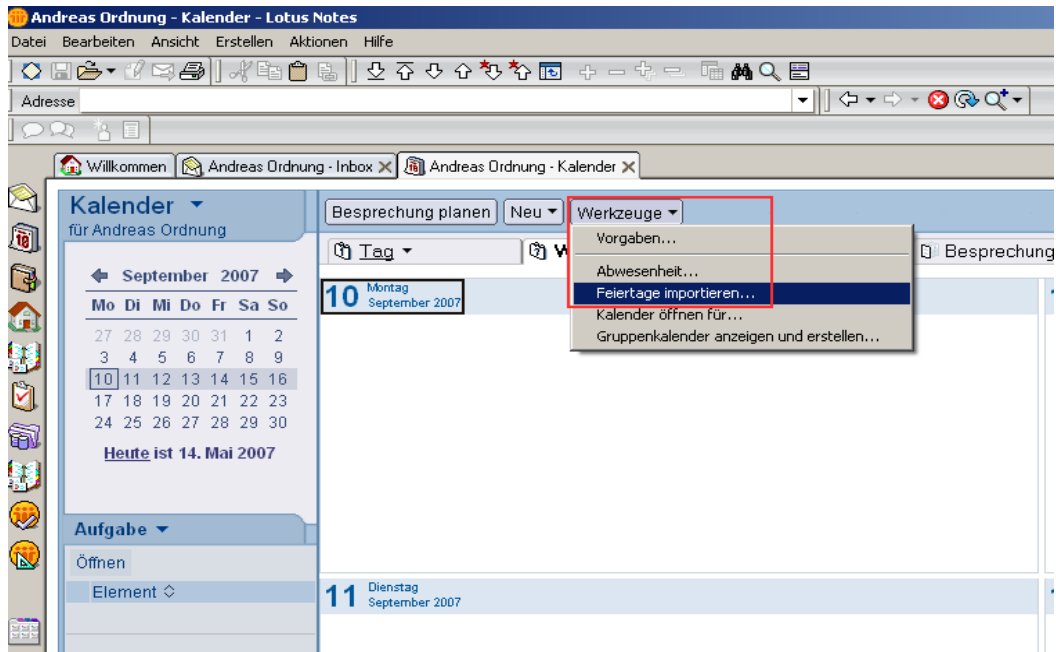 Andreas Ordnung - Kalender - Lotus Notes
Datei Bearbeiten Ansicht Erstellen Aktionen Hilfe
Adresse
Willkommen Andreas Ordnung - Inbox Andreas Ordnung - Kalender
Kalender
für Andreas Ordnung
Besprechung planen Neu Werkzeuge
Tag W Besprechung
Vorgaben...
Abwesenheit...
Feiertage importieren...
Kalender öffnen für...
Gruppenkalender anzeigen und erstellen...
September 2007
Mo Di Mi Do Fr Sa So
27 28 29 30 31 1 2
3 4 5 6 7 8 9
10 11 12 13 14 15 16
17 18 19 20 21 22 23
24 25 26 27 28 29 30
Heute ist 14. Mai 2007
10 Montag
September 2007
Aufgabe
Öffnen
Element
11 Dienstag
September 2007